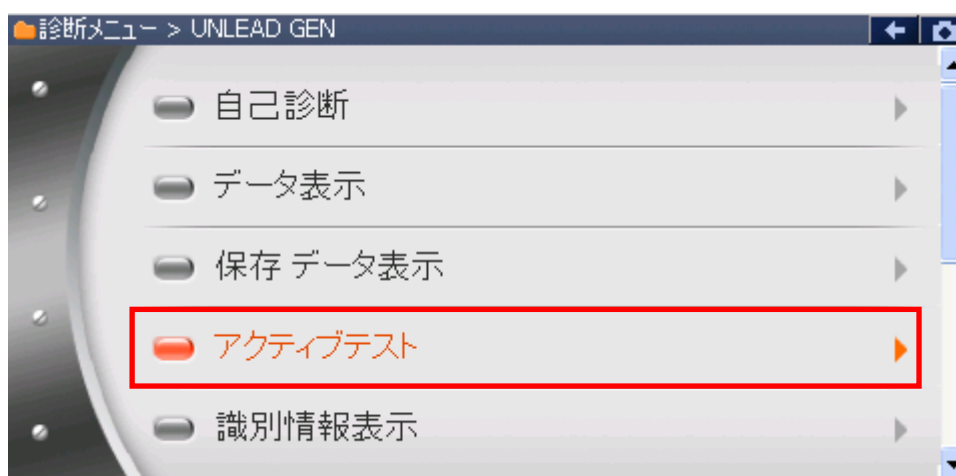 診断メニュー > UNLEAD GEN
自己診断
データ表示
保存 データ表示
アクティブテスト
識別情報表示